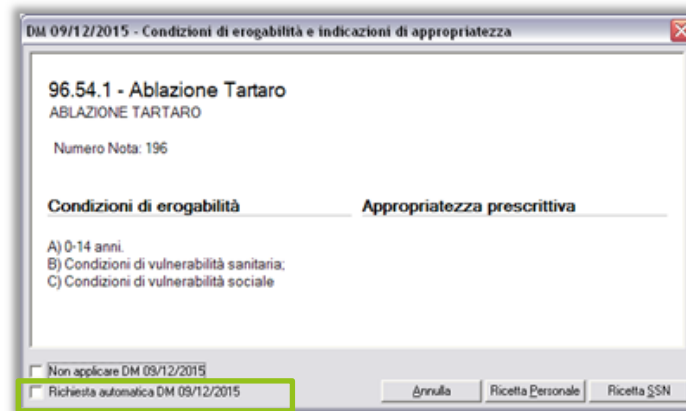 DM 09/12/2015 - Condizioni di erogabilità e indicazioni di appropriatezza
96.54.1 - Ablazione Tartaro
ABLAZIONE TARTARO
Numero Nota: 196
Condizioni di erogabilità
Appropriatezza prescrittiva
A) 0-14 anni.
B) Condizioni di vulnerabilità sanitaria;
C) Condizioni di vulnerabilità sociale
Non applicare DM 09/12/2015
Richiesta automatica DM 09/12/2015
Annulla
Ricetta Personale
Ricetta SSN